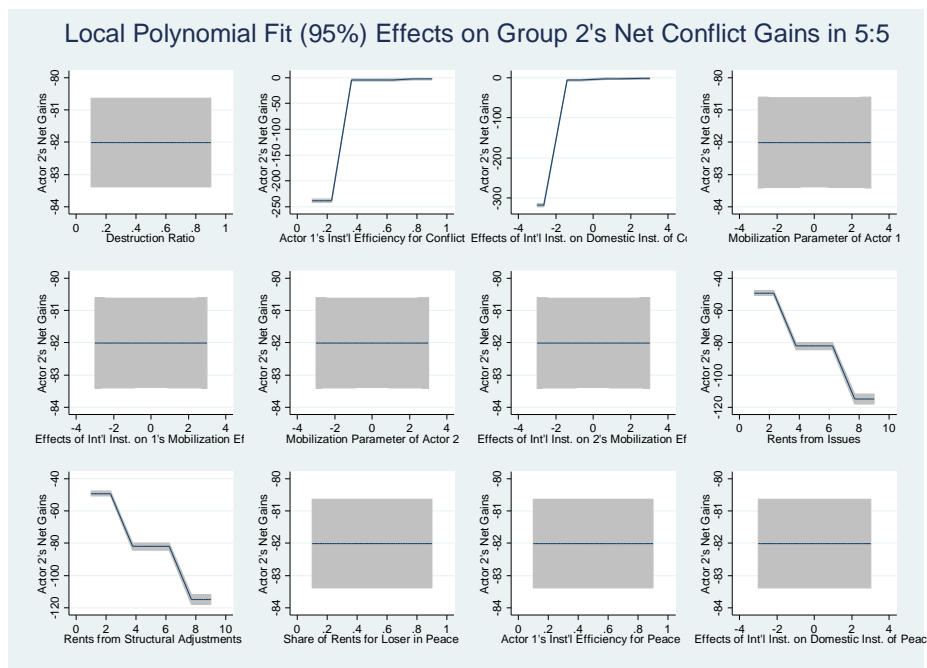 Local Polynomial Fit (95%) Effects on Group 2's Net Conflict Gains in 5:5
Actor 2's Net Gains
-80
-81
-82
-83
-84
0 .2 .4 .6 .8 1
Destruction Ratio
Actor 2's Net Gains
0
-50
-100
-150
-200
-250
0 .2 .4 .6 .8 1
Actor 1's Inst'l Efficiency for Conflict
Actor 2's Net Gains
0
-100
-200
-300
-4 -2 0 2 4
Effects of Int'l Inst. on Domestic Inst. of Co
Actor 2's Net Gains
-80
-81
-82
-83
-84
-4 -2 0 2 4
Mobilization Parameter of Actor 1
Actor 2's Net Gains
-80
-81
-82
-83
-84
-4 -2 0 2 4
Effects of Int'l Inst. on 1's Mobilization Ef
Actor 2's Net Gains
-80
-81
-82
-83
-84
-4 -2 0 2 4
Mobilization Parameter of Actor 2
Actor 2's Net Gains
-80
-81
-82
-83
-84
-4 -2 0 2 4
Effects of Int'l Inst. on 2's Mobilization Ef
Actor 2's Net Gains
-40
-60
-80
-100
-120
0 2 4 6 8 10
Rents from Issues
Actor 2's Net Gains
-40
-60
-80
-100
-120
0 2 4 6 8 10
Rents from Structural Adjustments
Actor 2's Net Gains
-80
-81
-82
-83
-84
0 .2 .4 .6 .8 1
Share of Rents for Loser in Peace
Actor 2's Net Gains
-80
-81
-82
-83
-84
0 .2 .4 .6 .8 1
Actor 1's Inst'l Efficiency for Peace
Actor 2's Net Gains
-80
-81
-82
-83
-84
-4 -2 0 2 4
Effects of Int'l Inst. on Domestic Inst. of Peac